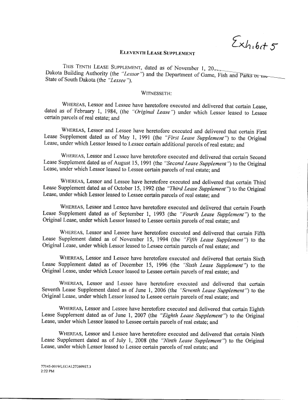 Exhibit 5
ELEVENTH LEASE SUPPLEMENT
THIS TENTH LEASE SUPPLEMENT, dated as of November 1, 20
Dakota Building Authority (the "Lessor") and the Department of Game, Fish and Parks
State of South Dakota (the "Lessee").
WITNESSETH:
WHEREAS, Lessor and Lessee have heretofore executed and delivered that certain Lease,
dated as of February 1, 1984, (the "Original Lease") under which Lessor leased to Lessee
certain parcels of real estate; and
WHEREAS, Lessor and Lessee have heretofore executed and delivered that certain First
Lease Supplement dated as of May 1, 1991 (the "First Lease Supplement") to the Original
Lease, under which Lessor leased to Lessee certain additional parcels of real estate; and
WHEREAS, Lessor and Lessee have heretofore executed and delivered that certain Second
Lease Supplement dated as of August 15, 1991 (the "Second Lease Supplement") to the Original
Lease, under which Lessor leased to Lessee certain parcels of real estate; and
WHEREAS, Lessor and Lessee have heretofore executed and delivered that certain Third
Lease Supplement dated as of October 15, 1992 (the "Third Lease Supplement") to the Original
Lease, under which Lessor leased to Lessee certain parcels of real estate; and
WHEREAS, Lessor and Lessee have heretofore executed and delivered that certain Fourth
Lease Supplement dated as of September 1, 1993 (the "Fourth Lease Supplement") to the
Original Lease, under which Lessor leased to Lessee certain parcels of real estate; and
WHEREAS, Lessor and Lessee have heretofore executed and delivered that certain Fifth
Lease Supplement dated as of November 15, 1994 (the "Fifth Lease Supplement") to the
Original Lease, under which Lessor leased to Lessee certain parcels of real estate; and
WHEREAS, Lessor and Lessee have heretofore executed and delivered that certain Sixth
Lease Supplement dated as of December 15, 1996 (the "Sixth Lease Supplement") to the
Original Lease, under which Lessor leased to Lessee certain parcels of real estate; and
WHEREAS, Lessor and Lessee have heretofore executed and delivered that certain
Seventh Lease Supplement dated as of June 1, 2006 (the "Seventh Lease Supplement") to the
Original Lease, under which Lessor leased to Lessee certain parcels of real estate; and
WHEREAS, Lessor and Lessee have heretofore executed and delivered that certain Eighth
Lease Supplement dated as of June 1, 2007 (the "Eighth Lease Supplement") to the Original
Lease, under which Lessor leased to Lessee certain parcels of real estate; and
WHEREAS, Lessor and Lessee have heretofore executed and delivered that certain Ninth
Lease Supplement dated as of July 1, 2008 (the "Ninth Lease Supplement") to the Original
Lease, under which Lessor leased to Lessee certain parcels of real estate; and
2:22 PM